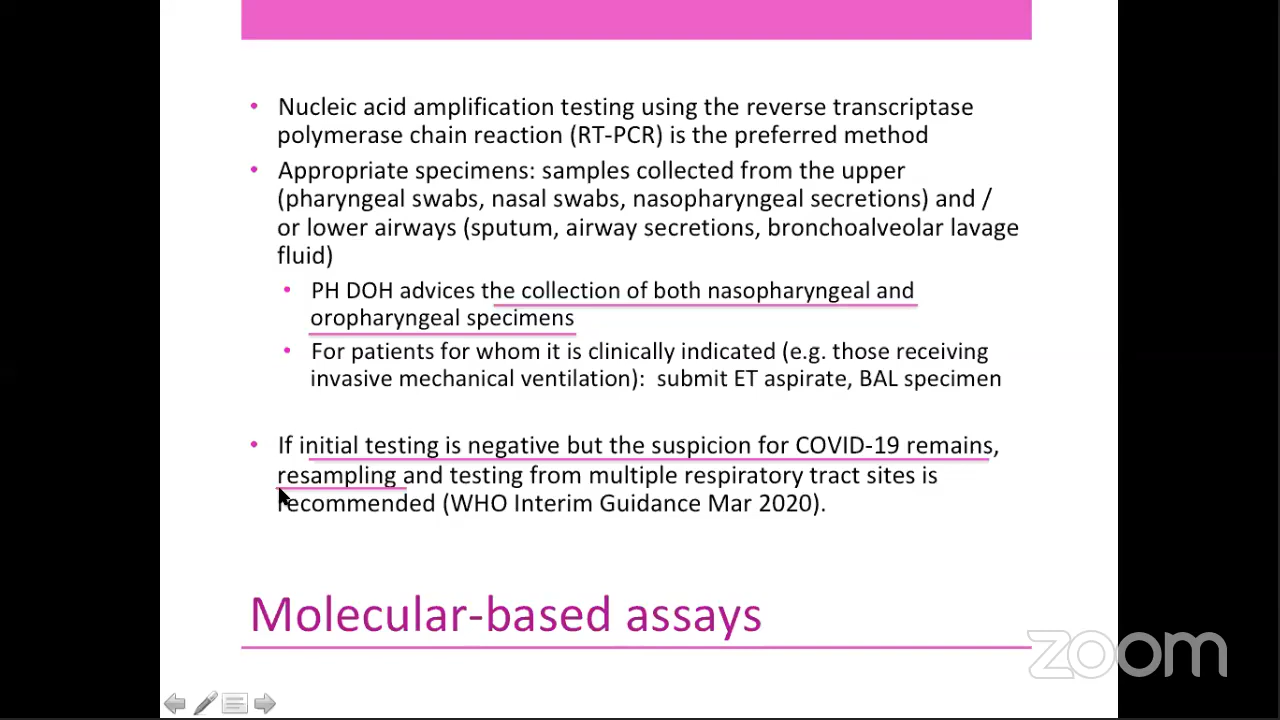 • Nucleic acid amplification testing using the reverse transcriptase
polymerase chain reaction (RT-PCR) is the preferred method
• Appropriate specimens: samples collected from the upper
(pharyngeal swabs, nasal swabs, nasopharyngeal secretions) and /
or lower airways (sputum, airway secretions, bronchoalveolar lavage
fluid)
• PH DOH advices the collection of both nasopharyngeal and
oropharyngeal specimens
• For patients for whom it is clinically indicated (e.g. those receiving
invasive mechanical ventilation): submit ET aspirate, BAL specimen
• If initial testing is negative but the suspicion for COVID-19 remains,
resampling and testing from multiple respiratory tract sites is
recommended (WHO Interim Guidance Mar 2020).
Molecular-based assays
zoom